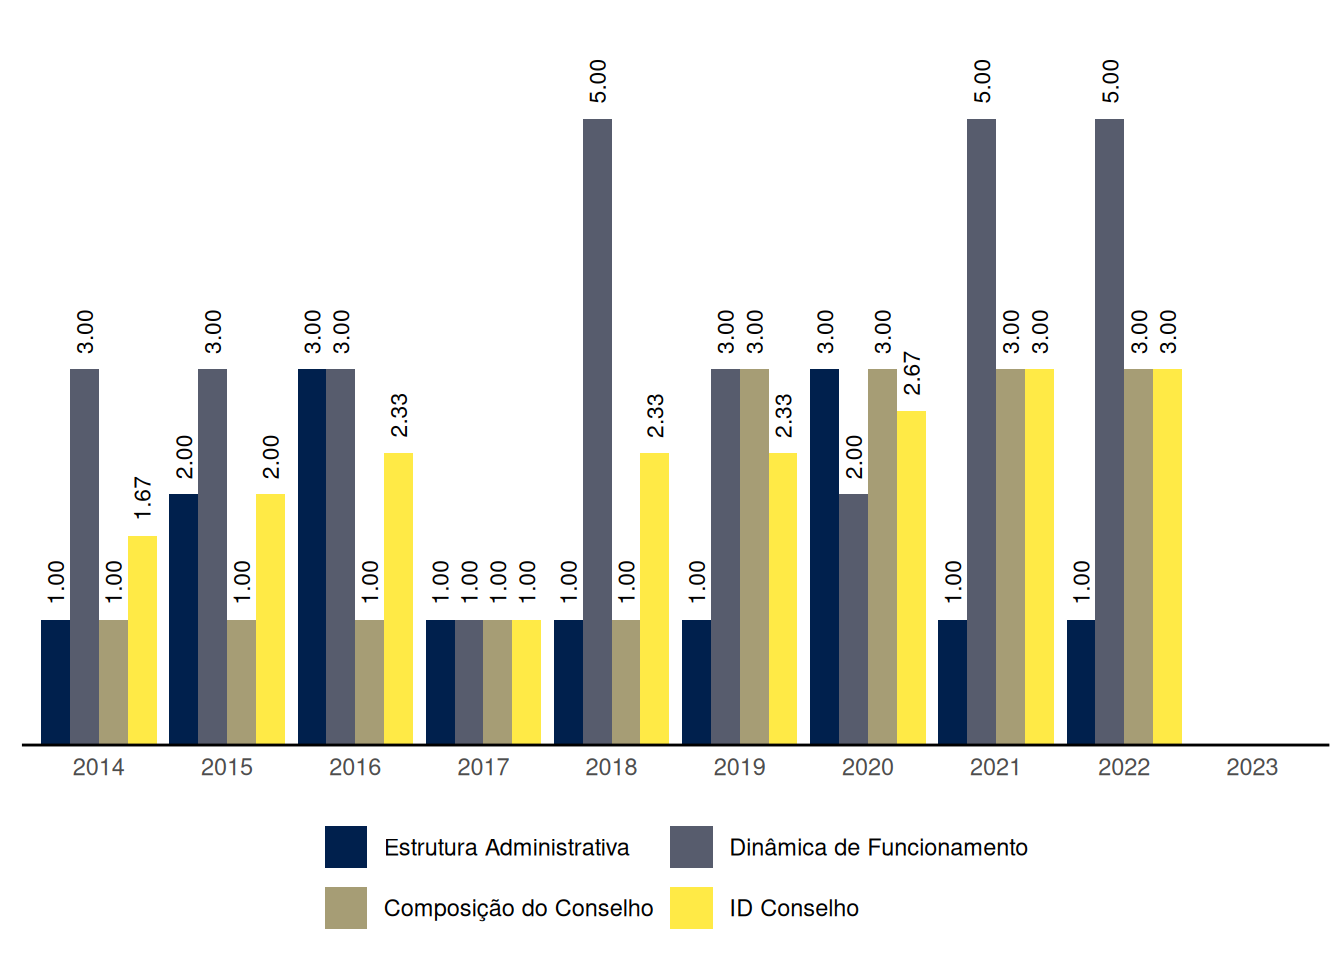 5.00 5.00 5.00
3.00 3.00 3.00 3.00 3.00 3.00 3.00 3.00 3.00 3.00 3.00 3.00
2.67
2.33 2.33 2.33
2.00 2.00 2.00
1.67
1.00 1.00 1.00 1.00 1.00 1.00 1.00 1.00 1.00 1.00 1.00 1.00 1.00
2014 2015 2016 2017 2018 2019 2020 2021 2022 2023
Estrutura Administrativa Dinâmica de Funcionamento
Composição do Conselho ID Conselho